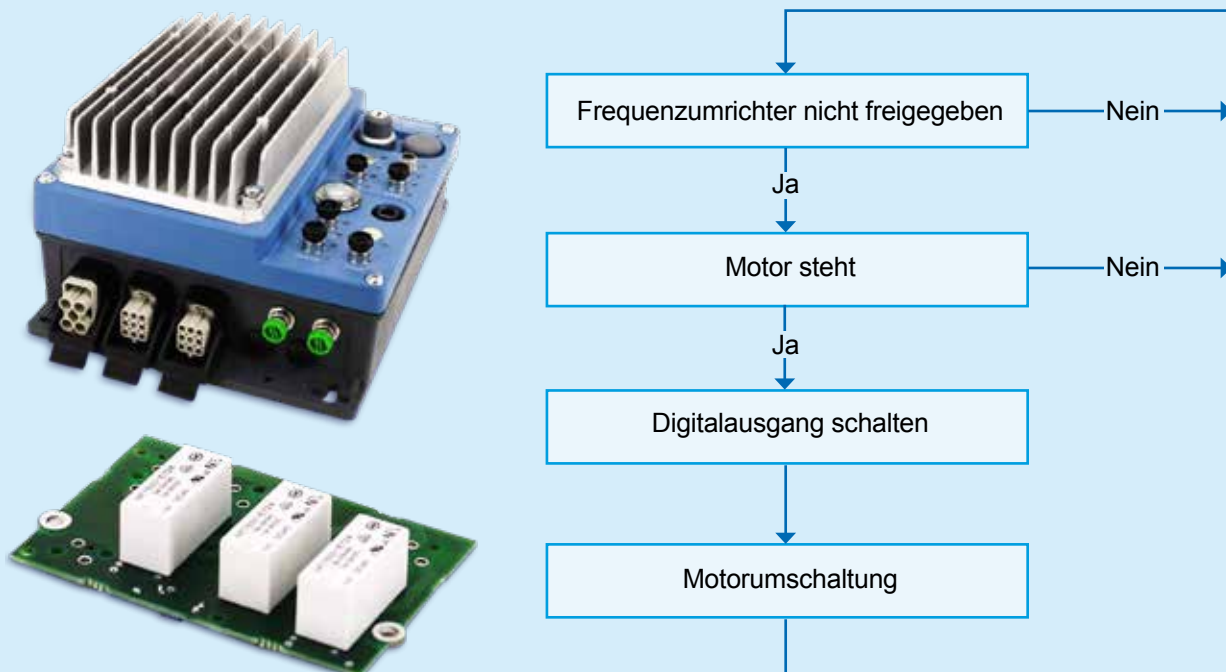 Frequenzumrichter nicht freigegeben
Nein
Ja
Motor steht
Nein
Ja
Digitalausgang schalten
Motorumschaltung